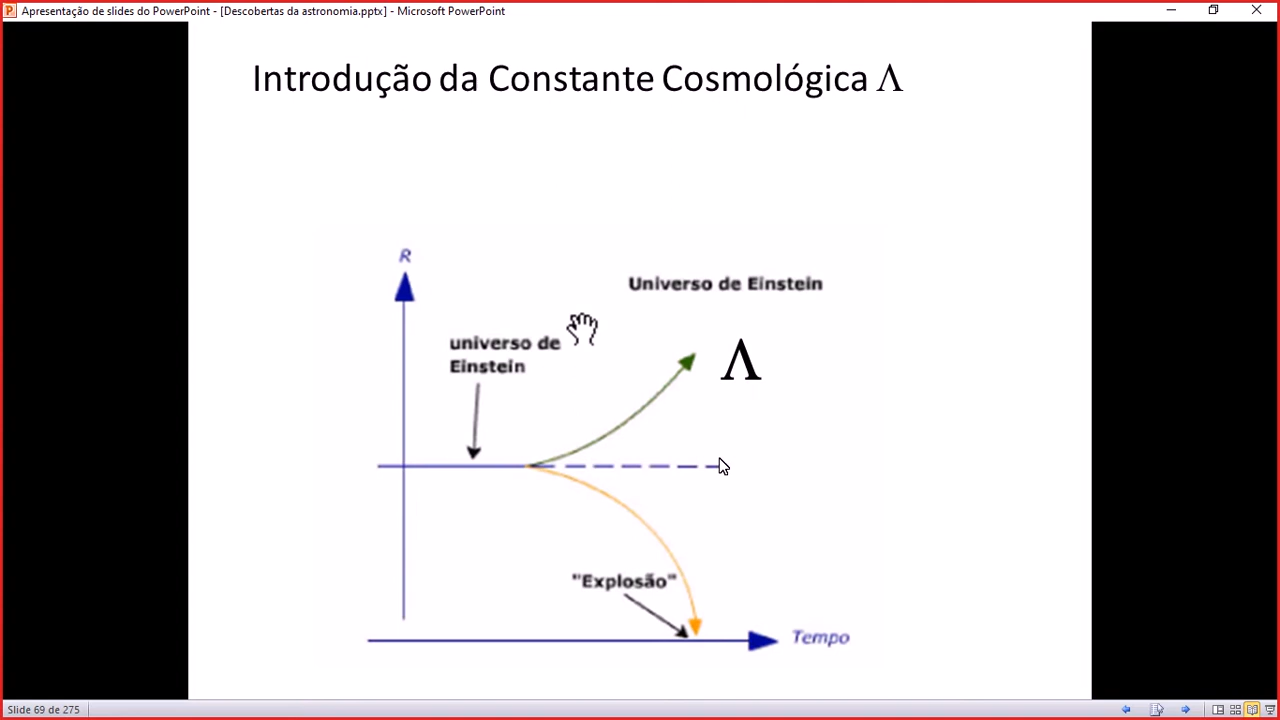 Apresentação de slides do PowerPoint - [Descobertas da astronomia.pptx] - Microsoft PowerPoint
Introdução da Constante Cosmológica Λ
R
Universo de Einstein
universo de
Einstein
Λ
"Explosão"
Tempo
Slide 69 de 275